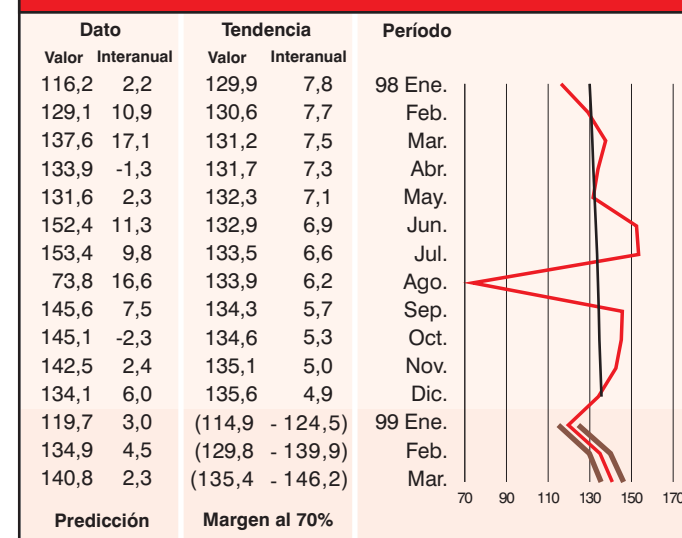 Dato Tendencia Período
Valor Interanual Valor Interanual
116,2 2,2 129,9 7,8 98 Ene.
129,1 10,9 130,6 7,7 Feb.
137,6 17,1 131,2 7,5 Mar.
133,9 -1,3 131,7 7,3 Abr.
131,6 2,3 132,3 7,1 May.
152,4 11,3 132,9 6,9 Jun.
153,4 9,8 133,5 6,6 Jul.
73,8 16,6 133,9 6,2 Ago.
145,6 7,5 134,3 5,7 Sep.
145,1 -2,3 134,6 5,3 Oct.
142,5 2,4 135,1 5,0 Nov.
134,1 6,0 135,6 4,9 Dic.
119,7 3,0 (114,9 - 124,5) 99 Ene.
134,9 4,5 (129,8 - 139,9) Feb.
140,8 2,3 (135,4 - 146,2) Mar.
70 90 110 130 150 170
Predicción Margen al 70%